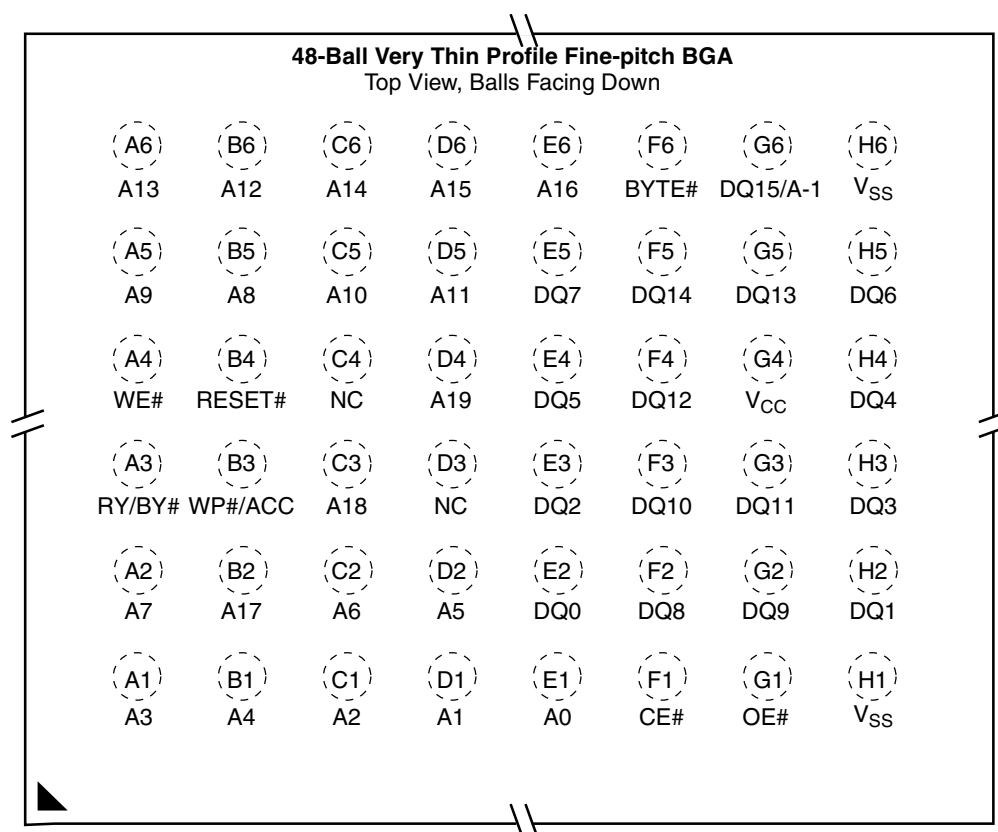 48-Ball Very Thin Profile Fine-pitch BGA
Top View, Balls Facing Down
A6 B6 C6 D6 E6 F6 G6 H6
A13 A12 A14 A15 A16 BYTE# DQ15/A-1 VSS
A5 B5 C5 D5 E5 F5 G5 H5
A9 A8 A10 A11 DQ7 DQ14 DQ13 DQ6
A4 B4 C4 D4 E4 F4 G4 H4
WE# RESET# NC A19 DQ5 DQ12 VCC DQ4
A3 B3 C3 D3 E3 F3 G3 H3
RY/BY# WP#/ACC A18 NC DQ2 DQ10 DQ11 DQ3
A2 B2 C2 D2 E2 F2 G2 H2
A7 A17 A6 A5 DQ0 DQ8 DQ9 DQ1
A1 B1 C1 D1 E1 F1 G1 H1
A3 A4 A2 A1 A0 CE# OE# VSS